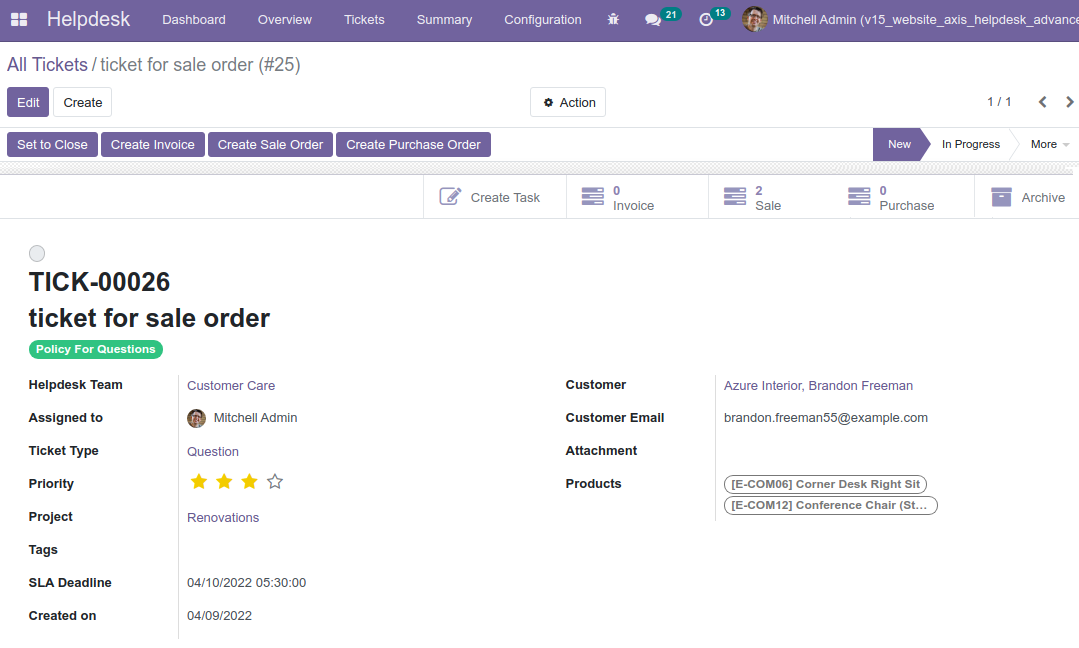 Helpdesk Dashboard Overview Tickets Summary Configuration 21 13 Mitchell Admin (v15_website_axis_helpdesk_advance
All Tickets / ticket for sale order (#25)
Edit Create Action 1 / 1
Set to Close Create Invoice Create Sale Order Create Purchase Order New In Progress More
Create Task 0 Invoice 2 Sale 0 Purchase Archive
TICK-00026
ticket for sale order
Policy For Questions
Helpdesk Team Customer Care Customer Azure Interior, Brandon Freeman
Assigned to Mitchell Admin Customer Email brandon.freeman55@example.com
Ticket Type Question Attachment
Priority Products [E-COM06] Corner Desk Right Sit
[E-COM12] Conference Chair (St...
Project Renovations
Tags
SLA Deadline 04/10/2022 05:30:00
Created on 04/09/2022